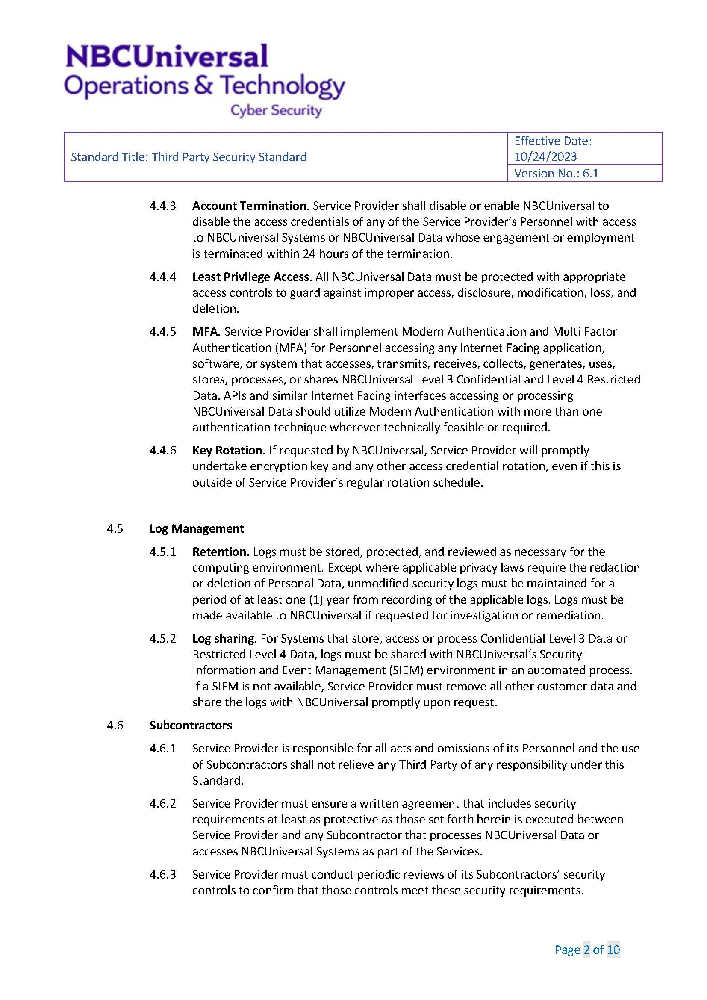 NBCUniversal
Operations & Technology
Cyber Security
Standard Title: Third Party Security Standard
Effective Date:
10/24/2023
Version No.: 6.1
4.4.3 Account Termination. Service Provider shall disable or enable NBCUniversal to
disable the access credentials of any of the Service Provider’s Personnel with access
to NBCUniversal Systems or NBCUniversal Data whose engagement or employment
is terminated within 24 hours of the termination.
4.4.4 Least Privilege Access. All NBCUniversal Data must be protected with appropriate
access controls to guard against improper access, disclosure, modification, loss, and
deletion.
4.4.5 MFA. Service Provider shall implement Modern Authentication and Multi Factor
Authentication (MFA) for Personnel accessing any Internet Facing application,
software, or system that accesses, transmits, receives, collects, generates, uses,
stores, processes, or shares NBCUniversal Level 3 Confidential and Level 4 Restricted
Data. APIs and similar Internet Facing interfaces accessing or processing
NBCUniversal Data should utilize Modern Authentication with more than one
authentication technique wherever technically feasible or required.
4.4.6 Key Rotation. If requested by NBCUniversal, Service Provider will promptly
undertake encryption key and any other access credential rotation, even if this is
outside of Service Provider’s regular rotation schedule.
4.5 Log Management
4.5.1 Retention. Logs must be stored, protected, and reviewed as necessary for the
computing environment. Except where applicable privacy laws require the redaction
or deletion of Personal Data, unmodified security logs must be maintained for a
period of at least one (1) year from recording of the applicable logs. Logs must be
made available to NBCUniversal if requested for investigation or remediation.
4.5.2 Log sharing. For Systems that store, access or process Confidential Level 3 Data or
Restricted Level 4 Data, logs must be shared with NBCUniversal’s Security
Information and Event Management (SIEM) environment in an automated process.
If a SIEM is not available, Service Provider must remove all other customer data and
share the logs with NBCUniversal promptly upon request.
4.6 Subcontractors
4.6.1 Service Provider is responsible for all acts and omissions of its Personnel and the use
of Subcontractors shall not relieve any Third Party of any responsibility under this
Standard.
4.6.2 Service Provider must ensure a written agreement that includes security
requirements at least as protective as those set forth herein is executed between
Service Provider and any Subcontractor that processes NBCUniversal Data or
accesses NBCUniversal Systems as part of the Services.
4.6.3 Service Provider must conduct periodic reviews of its Subcontractors’ security
controls to confirm that those controls meet these security requirements.
Page 2 of 10